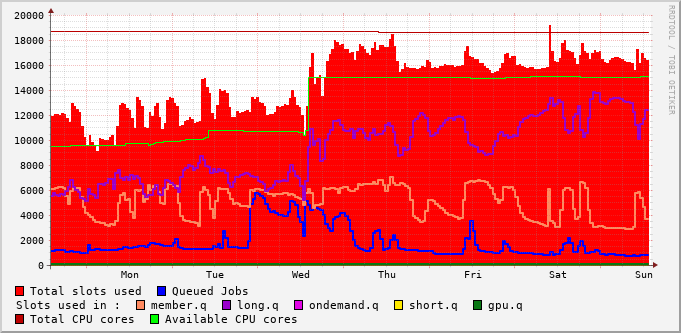 20000
18000
16000
14000
12000
10000
8000
6000
4000
2000
0
Mon Tue Wed Thu Fri Sat Sun
RRDTOOL / TOBI OETIKER
Total slots used Queued Jobs
Slots used in : member.q long.q ondemand.q short.q gpu.q
Total CPU cores Available CPU cores